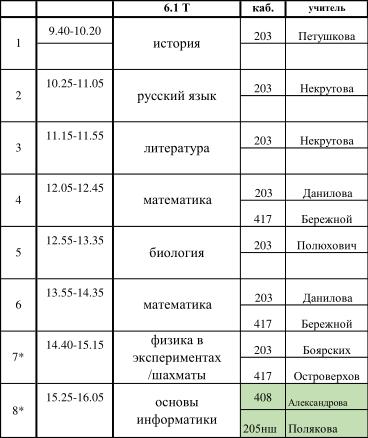 6.1 Т каб. учитель
1 9.40-10.20 история 203 Петушкова
2 10.25-11.05 русский язык 203 Некрутова
3 11.15-11.55 литература 203 Некрутова
4 12.05-12.45 математика 203 Данилова
417 Бережной
5 12.55-13.35 биология 203 Полюхович
6 13.55-14.35 математика 203 Данилова
417 Бережной
7* 14.40-15.15 физика в 203 Боярских
экспериментах
/шахматы 417 Островерхов
8* 15.25-16.05 основы 408 Александрова
информатики 205нш Полякова